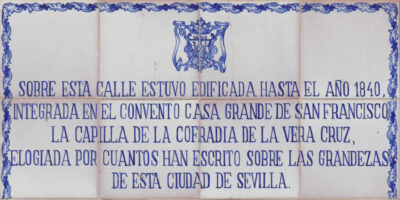 SOBRE ESTA CALLE ESTUVO EDIFICADA HASTA EL AÑO 1840,
INTEGRADA EN EL CONVENTO CASA GRANDE DE SAN FRANCISCO
LA CAPILLA DE LA COFRADIA DE LA VERA CRUZ,
ELOGIADA POR CUANTOS HAN ESCRITO SOBRE LAS GRANDEZAS
DE ESTA CIUDAD DE SEVILLA.